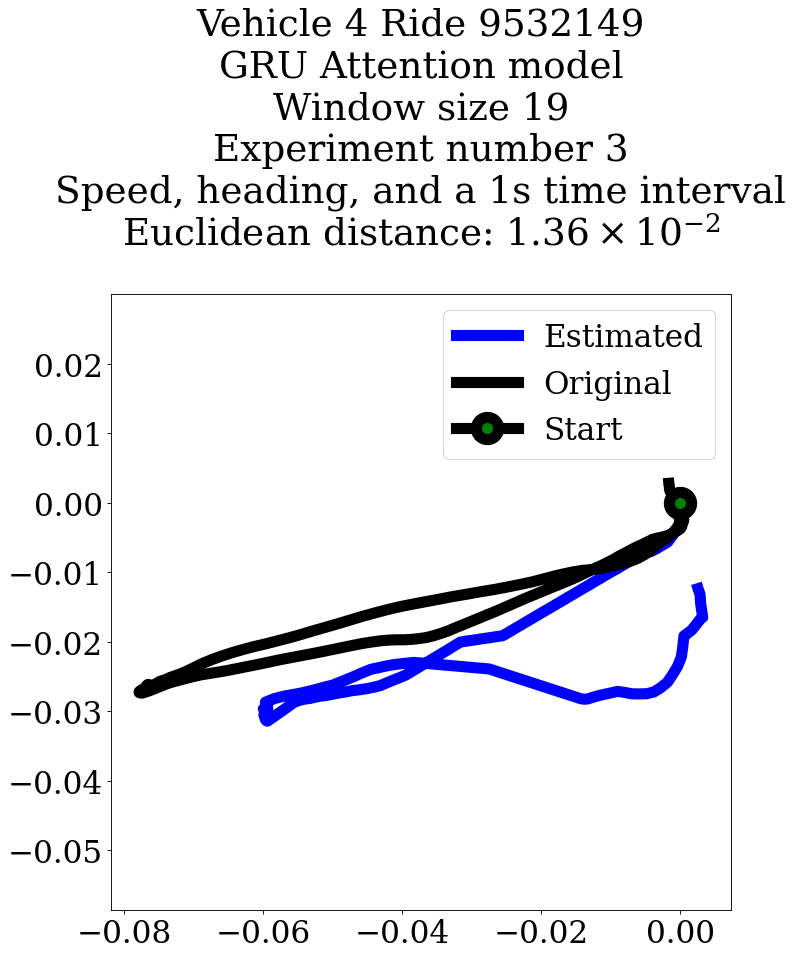 Vehicle 4 Ride 9532149
GRU Attention model
Window size 19
Experiment number 3
Speed, heading, and a 1s time interval
Euclidean distance: 1.36 × 10⁻²
Estimated
Original
Start
0.02
0.01
0.00
−0.01
−0.02
−0.03
−0.04
−0.05
−0.08 −0.06 −0.04 −0.02 0.00